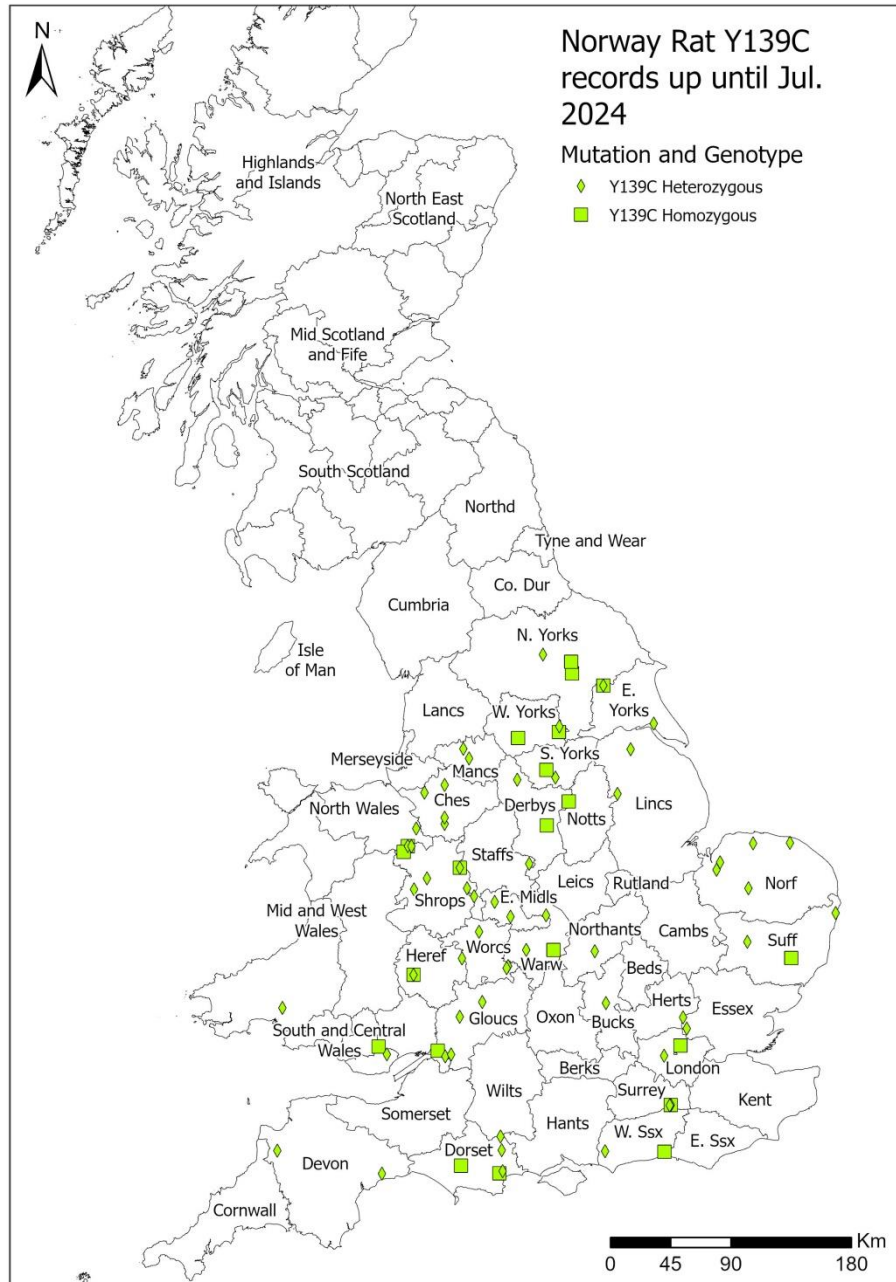 N
Norway Rat Y139C
records up until Jul.
2024
Mutation and Genotype
Y139C Heterozygous
Y139C Homozygous
Highlands
and Islands
North East
Scotland
Mid Scotland
and Fife
South Scotland
Northd
Tyne and Wear
Co. Dur
Cumbria
N. Yorks
Isle
of Man
E.
Yorks
Lancs
W. Yorks
Merseyside
S. Yorks
Mancs
North Wales
Ches
Derbys
Notts
Lincs
Staffs
Leics
Rutland
Norf
Shrops
E. Midls
Mid and West
Wales
Northants
Cambs
Suff
Heref
Worcs
Warw
Beds
South and Central
Wales
Gloucs
Oxon
Bucks
Herts
Essex
London
Berks
Wilts
Surrey
Kent
Somerset
Hants
W. Ssx
E. Ssx
Dorset
Devon
Cornwall
Km
0 45 90 180